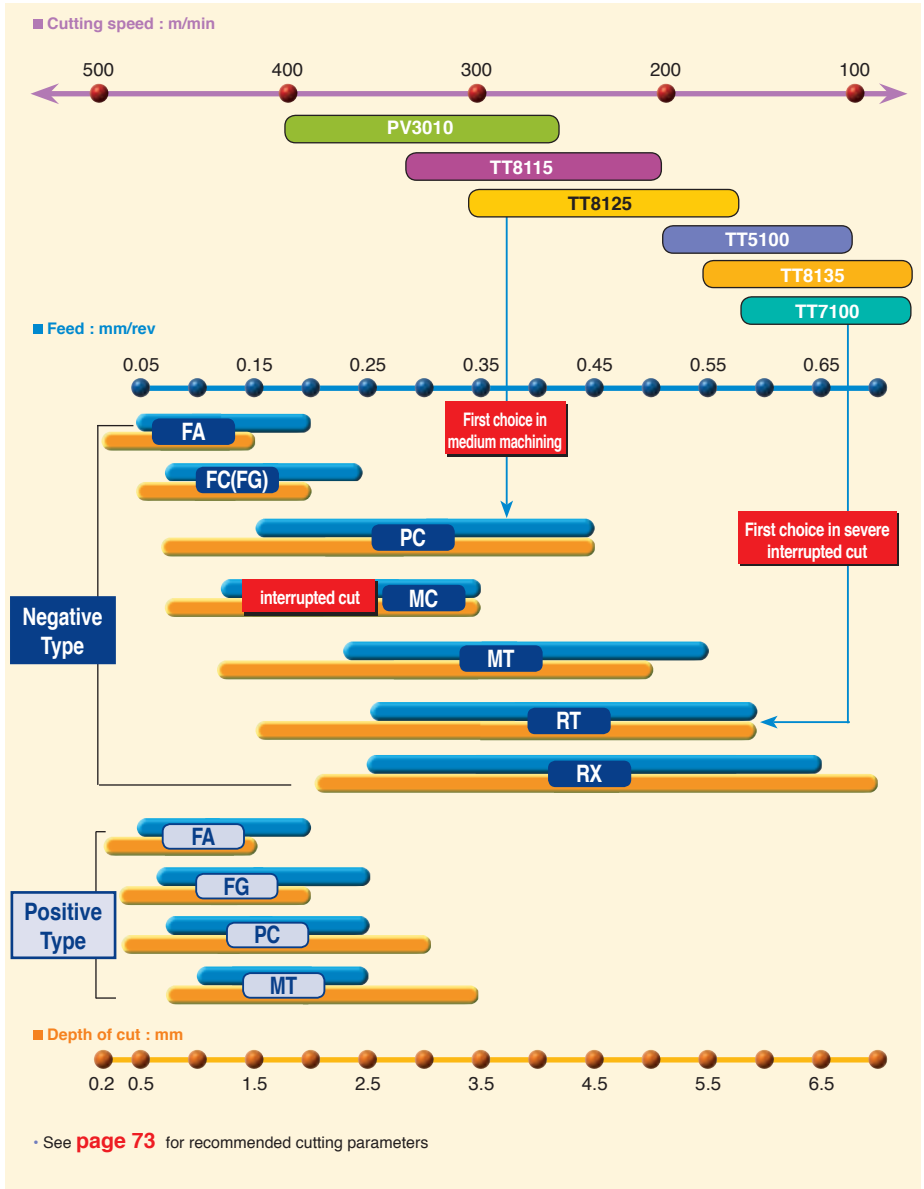 ■ Cutting speed : m/min
500 400 300 200 100
PV3010
TT8115
TT8125
TT5100
TT8135
TT7100
■ Feed : mm/rev
0.05 0.15 0.25 0.35 0.45 0.55 0.65
First choice in
medium machining
FA
FC(FG)
PC
First choice in severe
interrupted cut
interrupted cut
MC
Negative
Type
MT
RT
RX
FA
FG
Positive
Type
PC
MT
■ Depth of cut : mm
0.2 0.5 1.5 2.5 3.5 4.5 5.5 6.5
• See page 73 for recommended cutting parameters